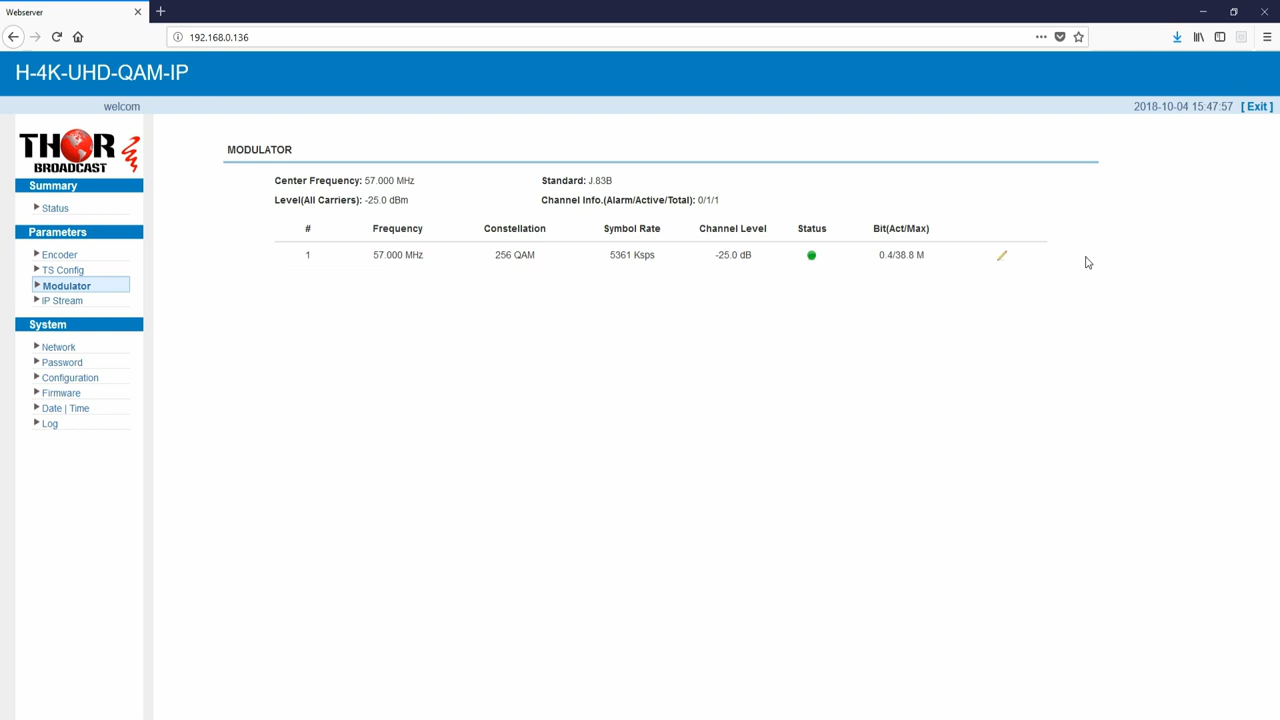 Webserver
192.168.0.136
H-4K-UHD-QAM-IP
welcom
2018-10-04 15:47:57 [ Exit ]
THOR
BROADCAST
Summary
Status
Parameters
Encoder
TS Config
Modulator
IP Stream
System
Network
Password
Configuration
Firmware
Date | Time
Log
MODULATOR
Center Frequency: 57.000 MHz Standard: J.83B
Level(All Carriers): -25.0 dBm Channel Info.(Alarm/Active/Total): 0/1/1
# Frequency Constellation Symbol Rate Channel Level Status Bit(Act/Max)
1 57.000 MHz 256 QAM 5361 Ksps -25.0 dB 0.4/38.8 M